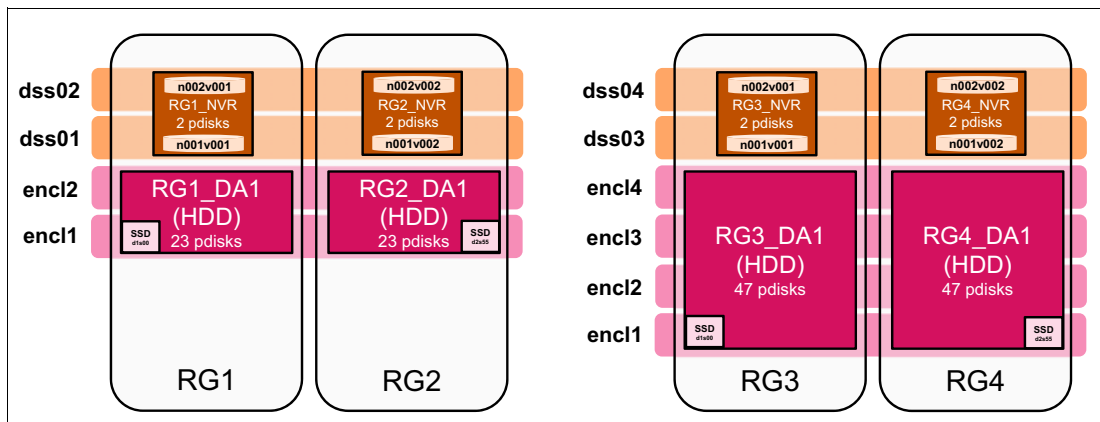 dss02
dss01
encl2
encl1
n002v001
RG1_NVR
2 pdisks
n001v001
RG1_DA1
(HDD)
23 pdisks
SSD
d1s00
RG1
n002v002
RG2_NVR
2 pdisks
n001v002
RG2_DA1
(HDD)
23 pdisks
SSD
d2s55
RG2
dss04
dss03
encl4
encl3
encl2
encl1
n002v001
RG3_NVR
2 pdisks
n001v001
RG3_DA1
(HDD)
47 pdisks
SSD
d1s00
RG3
n002v002
RG4_NVR
2 pdisks
n001v002
RG4_DA1
(HDD)
47 pdisks
SSD
d2s55
RG4